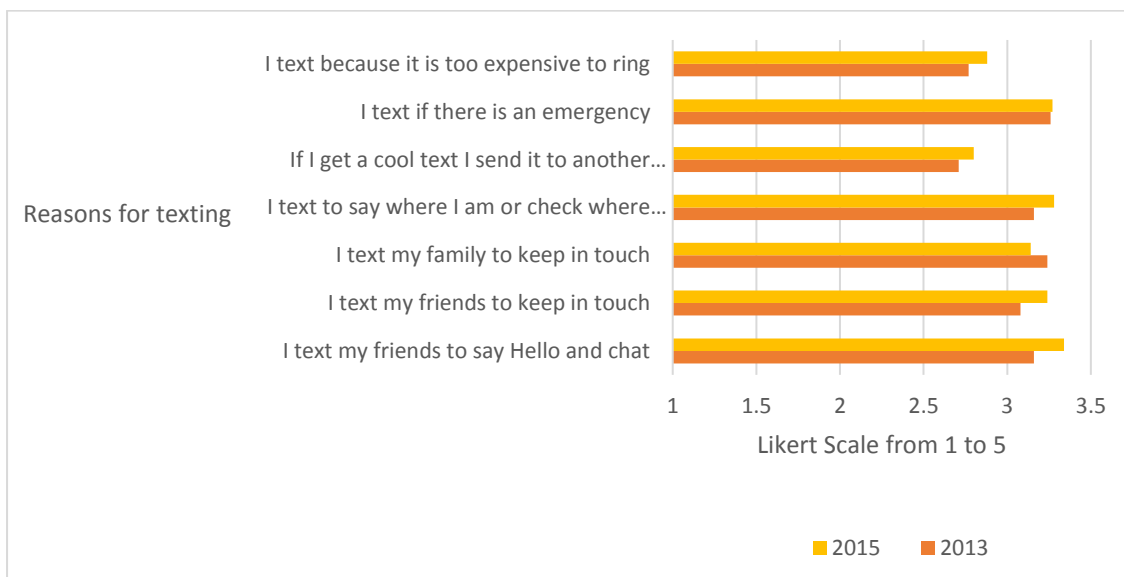 I text because it is too expensive to ring
I text if there is an emergency
If I get a cool text I send it to another...
I text to say where I am or check where...
Reasons for texting
I text my family to keep in touch
I text my friends to keep in touch
I text my friends to say Hello and chat
1 1.5 2 2.5 3 3.5
Likert Scale from 1 to 5
2015 2013